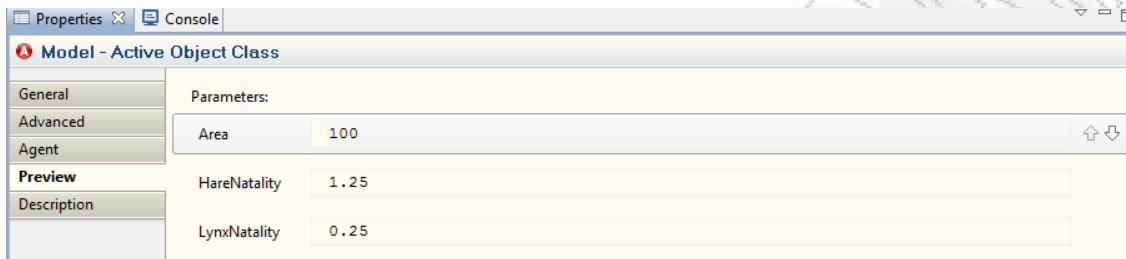 Properties Console
Model - Active Object Class
General
Parameters:
Advanced
Area 100
Agent
Preview
HareNatality 1.25
Description
LynxNatality 0.25